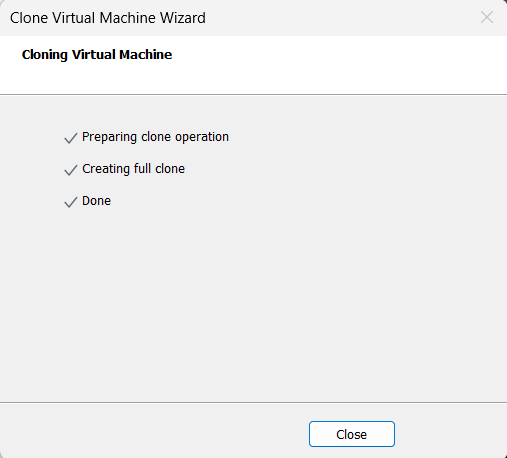 Clone Virtual Machine Wizard
Cloning Virtual Machine
Preparing clone operation
Creating full clone
Done
Close